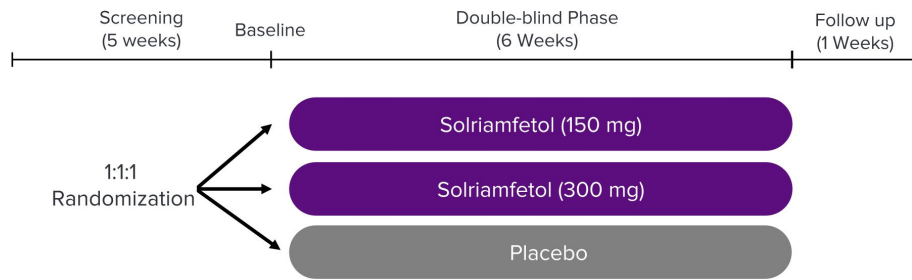 Screening
(5 weeks)
Baseline
Double-blind Phase
(6 Weeks)
Follow up
(1 Weeks)
Solriamfetol (150 mg)
1:1:1
Randomization
Solriamfetol (300 mg)
Placebo